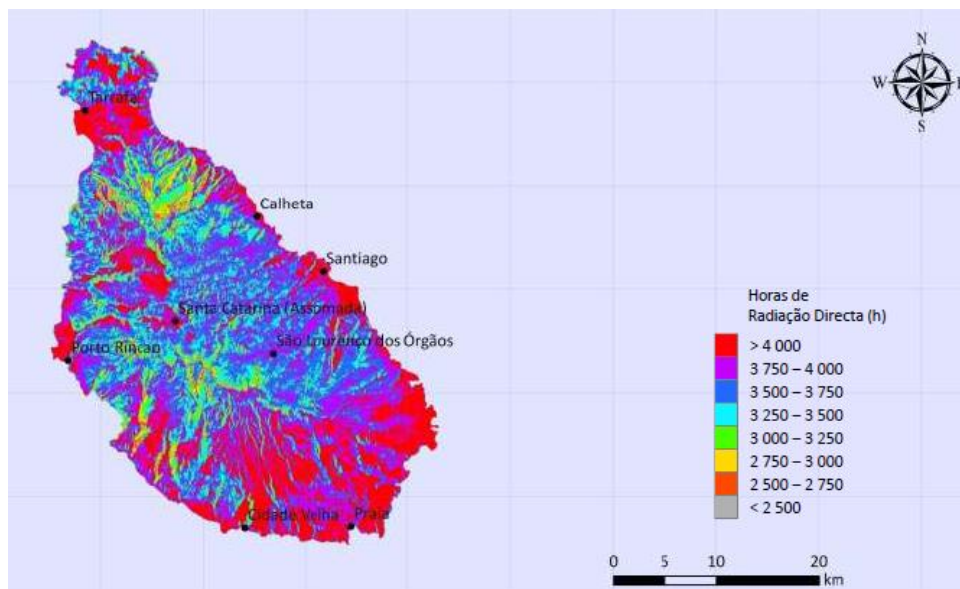 N
W
S
Tarrafal
Calheta
Santiago
Santa Catarina (Assomada)
São Lourenço dos Órgãos
Porto Rincao
Cidade Velha
Praia
Horas de
Radiação Directa (h)
> 4 000
3 750 – 4 000
3 500 – 3 750
3 250 – 3 500
3 000 – 3 250
2 750 – 3 000
2 500 – 2 750
< 2 500
0 5 10 20
km